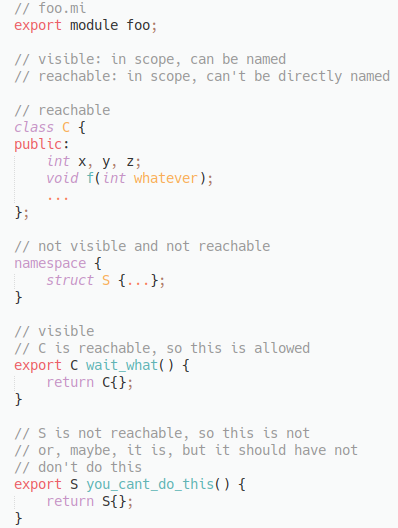 // foo.mi
export module foo;
// visible: in scope, can be named
// reachable: in scope, can't be directly named
// reachable
class C {
public:
    int x, y, z;
    void f(int whatever);
    ...
};
// not visible and not reachable
namespace {
    struct S {...};
}
// visible
// C is reachable, so this is allowed
export C wait_what() {
    return C{};
}
// S is not reachable, so this is not
// or, maybe, it is, but it should have not
// don't do this
export S you_cant_do_this() {
    return S{};
}